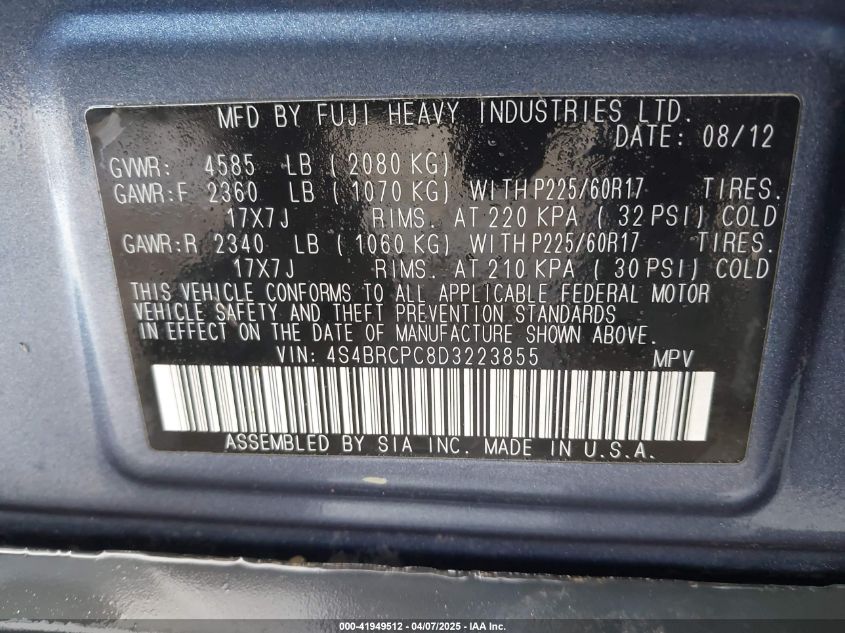 MFD BY FUJI HEAVY INDUSTRIES LTD.
DATE: 08/12
GVWR: 4585 LB ( 2080 KG)
GAWR:F 2360 LB ( 1070 KG) WITH P225/60R17 TIRES.
17X7J RIMS. AT 220 KPA ( 32 PSI) COLD
GAWR:R 2340 LB ( 1060 KG) WITH P225/60R17 TIRES.
17X7J RIMS. AT 210 KPA ( 30 PSI) COLD
THIS VEHICLE CONFORMS TO ALL APPLICABLE FEDERAL MOTOR
VEHICLE SAFETY AND THEFT PREVENTION STANDARDS
IN EFFECT ON THE DATE OF MANUFACTURE SHOWN ABOVE.
VIN: 4S4BRCPC8D3223855 MPV
ASSEMBLED BY SIA INC. MADE IN U.S.A.
000-41949512 - 04/07/2025 - IAA Inc.